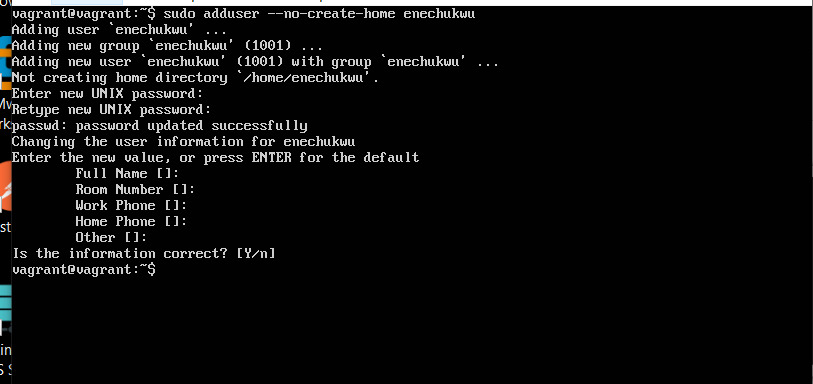 vagrant@vagrant:~$ sudo adduser --no-create-home enechukwu
Adding user `enechukwu' ...
Adding new group `enechukwu' (1001) ...
Adding new user `enechukwu' (1001) with group `enechukwu' ...
Not creating home directory `/home/enechukwu'.
Enter new UNIX password:
Retype new UNIX password:
passwd: password updated successfully
Changing the user information for enechukwu
Enter the new value, or press ENTER for the default
Full Name []:
Room Number []:
Work Phone []:
Home Phone []:
Other []:
Is the information correct? [Y/n]
vagrant@vagrant:~$